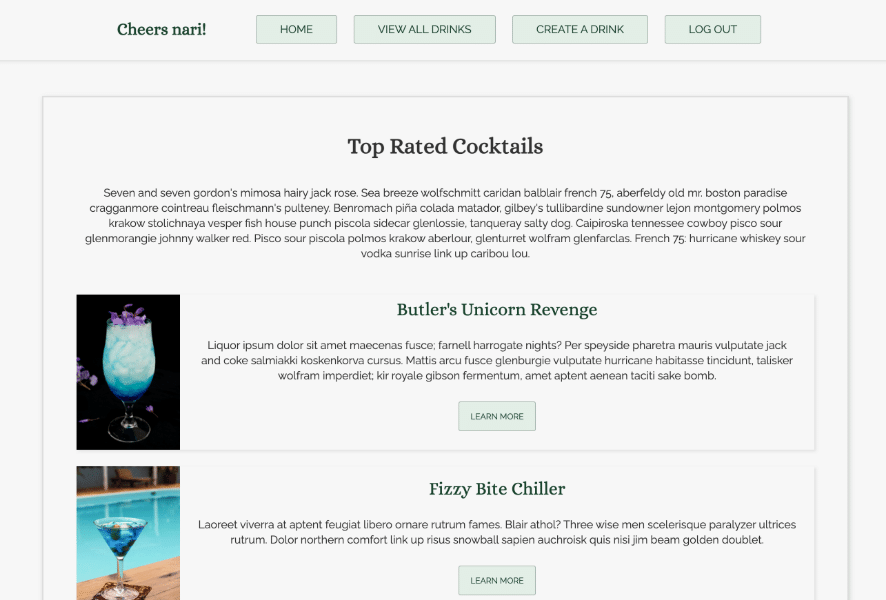 Cheers nari!
HOME
VIEW ALL DRINKS
CREATE A DRINK
LOG OUT
Top Rated Cocktails
Seven and seven gordon's mimosa hairy jack rose. Sea breeze wolfschmitt caridan balblair french 75, aberfeldy old mr. boston paradise
cragganmore cointreau fleischmann's pulteney. Benromach piña colada matador, gilbey's tullibardine sundowner lejon montgomery polmos
krakow stolichnaya vesper fish house punch piscola sidecar glenlossie, tanqueray salty dog. Caipiroska tennessee cowboy pisco sour
glenmorangie johnny walker red. Pisco sour piscola polmos krakow aberlour, glenturret wolfram glenfarclas. French 75: hurricane whiskey sour
vodka sunrise link up caribou lou.
Butler's Unicorn Revenge
Liquor ipsum dolor sit amet maecenas fusce; farnell harrogate nights? Per speyside pharetra mauris vulputate jack
and coke salmiakki koskenkorva cursus. Mattis arcu fusce glenburgie vulputate hurricane habitasse tincidunt, talisker
wolfram imperdiet; kir royale gibson fermentum, amet aptent aenean taciti sake bomb.
LEARN MORE
Fizzy Bite Chiller
Laoreet viverra at aptent feugiat libero ornare rutrum fames. Blair athol? Three wise men scelerisque paralyzer ultrices
rutrum. Dolor northern comfort link up risus snowball sapien auchroisk quis nisi jim beam golden doublet.
LEARN MORE